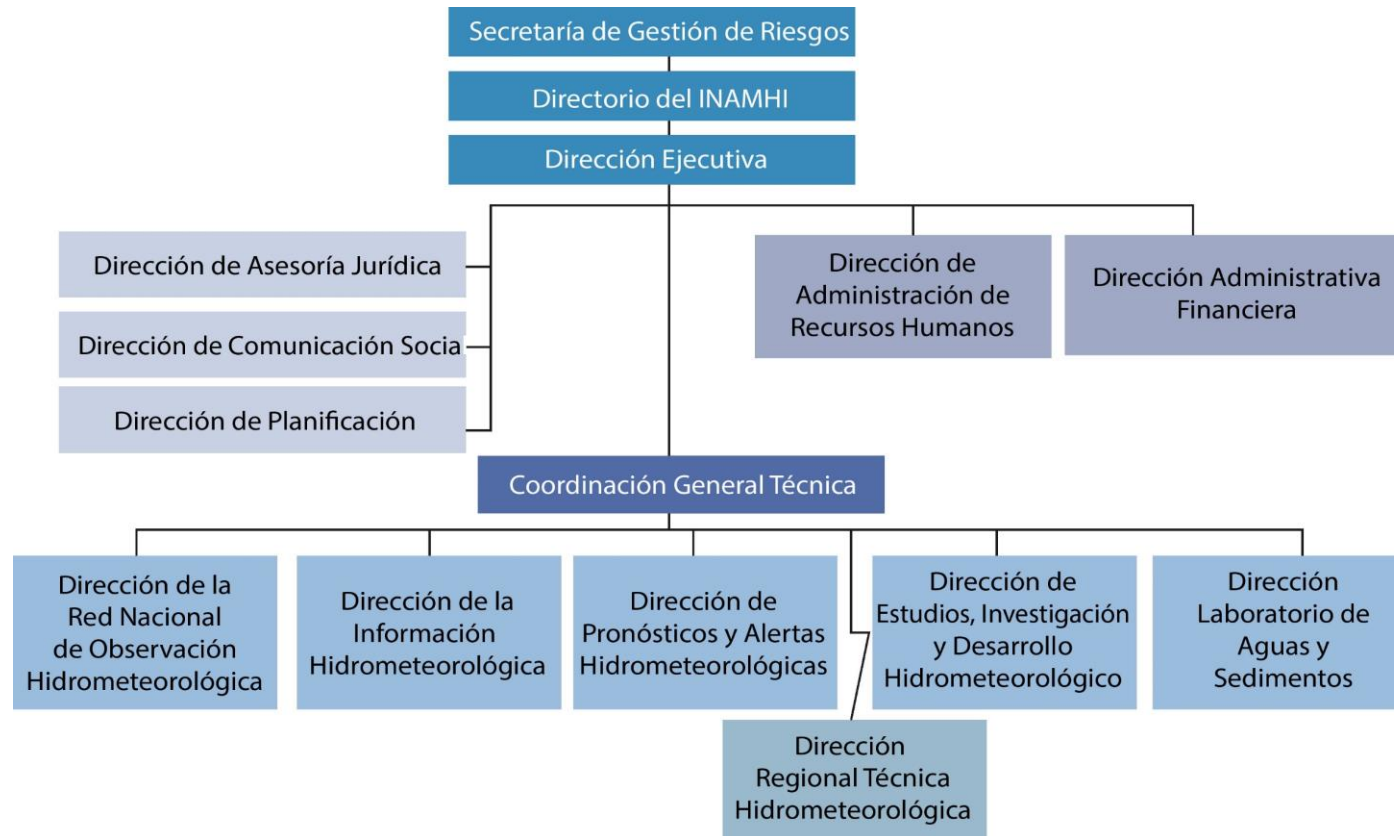 Secretaría de Gestión de Riesgos
Directorio del INAMHI
Dirección Ejecutiva
Dirección de Asesoría Jurídica
Dirección de Comunicación Socia
Dirección de Planificación
Dirección de
Administración de
Recursos Humanos
Dirección Administrativa
Financiera
Coordinación General Técnica
Dirección de la
Red Nacional
de Observación
Hidrometeorológica
Dirección de la
Información
Hidrometeorológica
Dirección de
Pronósticos y Alertas
Hidrometeorológicas
Dirección de
Estudios, Investigación
y Desarrollo
Hidrometeorológico
Dirección
Laboratorio de
Aguas y
Sedimentos
Dirección
Regional Técnica
Hidrometeorológica